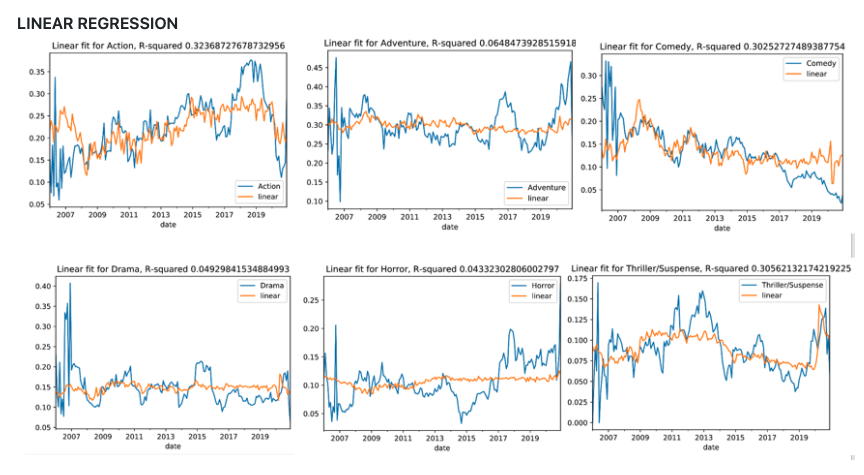 LINEAR REGRESSION
Linear fit for Action, R-squared 0.32368727678732956
0.35
0.30
0.25
0.20
0.15
0.10
0.05
Action
linear
2007 2009 2011 2013 2015 2017 2019
date
Linear fit for Adventure, R-squared 0.0648473928515918
0.45
0.40
0.35
0.30
0.25
0.20
0.15
0.10
Adventure
linear
2007 2009 2011 2013 2015 2017 2019
date
Linear fit for Comedy, R-squared 0.30252727489387754
Comedy
linear
0.30
0.25
0.20
0.15
0.10
0.05
2007 2009 2011 2013 2015 2017 2019
date
Linear fit for Drama, R-squared 0.04929841534884993
Drama
linear
0.40
0.35
0.30
0.25
0.20
0.15
0.10
0.05
2007 2009 2011 2013 2015 2017 2019
date
Linear fit for Horror, R-squared 0.04332302806002797
Horror
linear
0.25
0.20
0.15
0.10
0.05
2007 2009 2011 2013 2015 2017 2019
date
Linear fit for Thriller/Suspense, R-squared 0.30562132174219225
Thriller/Suspense
linear
0.175
0.150
0.125
0.100
0.075
0.050
0.025
0.000
2007 2009 2011 2013 2015 2017 2019
date